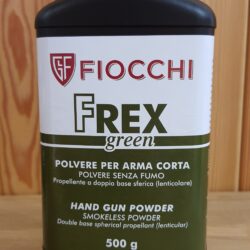 GF FIOCCHI
FREX
green
POLVERE PER ARMA CORTA
POLVERE SENZA FUMO
Propellente a doppia base sferica (lenticolare)
HAND GUN POWDER
SMOKELESS POWDER
Double base spherical propellant (lenticular)
500 g